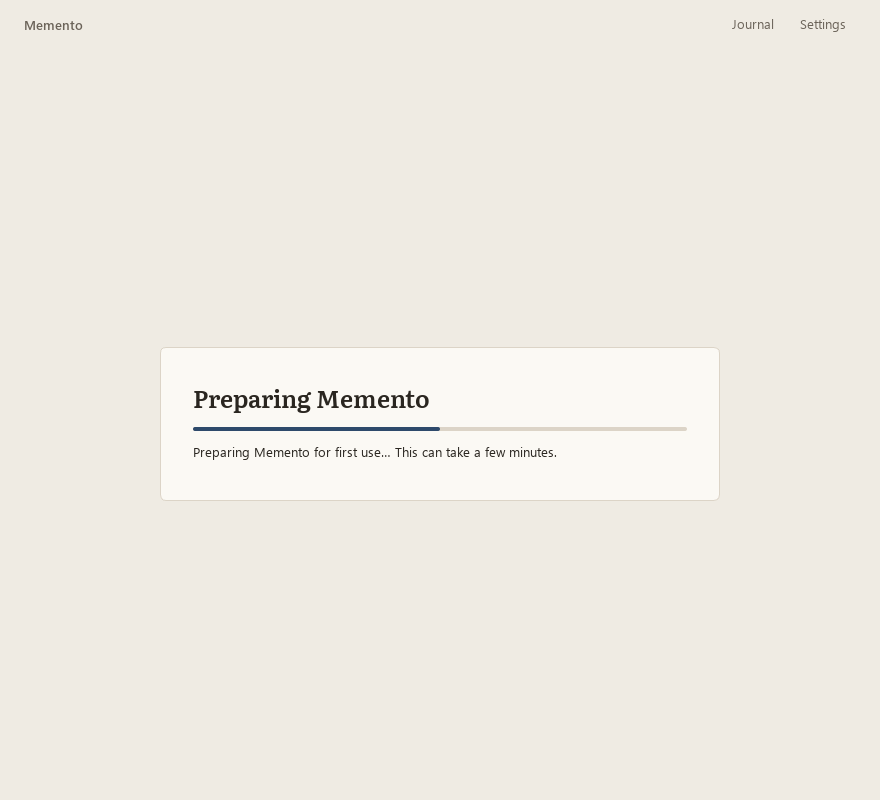 Memento
Journal
Settings
Preparing Memento
Preparing Memento for first use... This can take a few minutes.